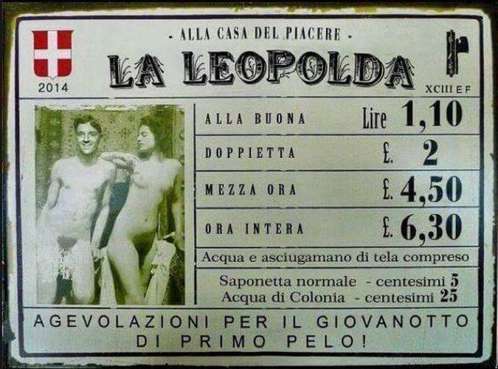 - ALLA CASA DEL PIACERE -
LA LEOPOLDA
2014
XCIII E F
ALLA BUONA Lire 1,10
DOPPIETTA £. 2
MEZZA ORA £. 4,50
ORA INTERA £. 6,30
Acqua e asciugamano di tela compreso
Saponetta normale - centesimi 5
Acqua di Colonia - centesimi 25
AGEVOLAZIONI PER IL GIOVANOTTO
DI PRIMO PELO!